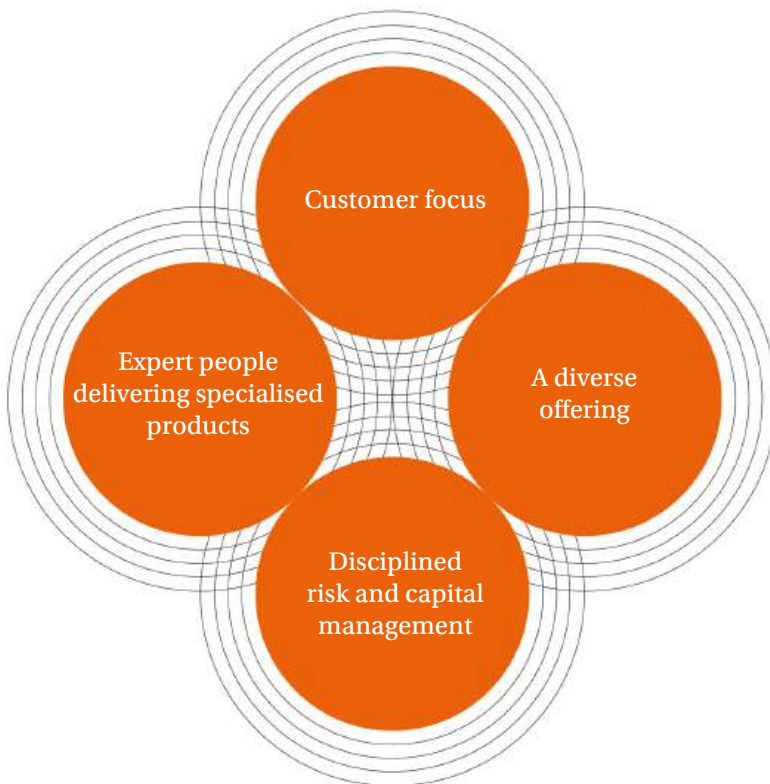 Customer focus
Expert people
delivering specialised
products
A diverse
offering
Disciplined
risk and capital
management